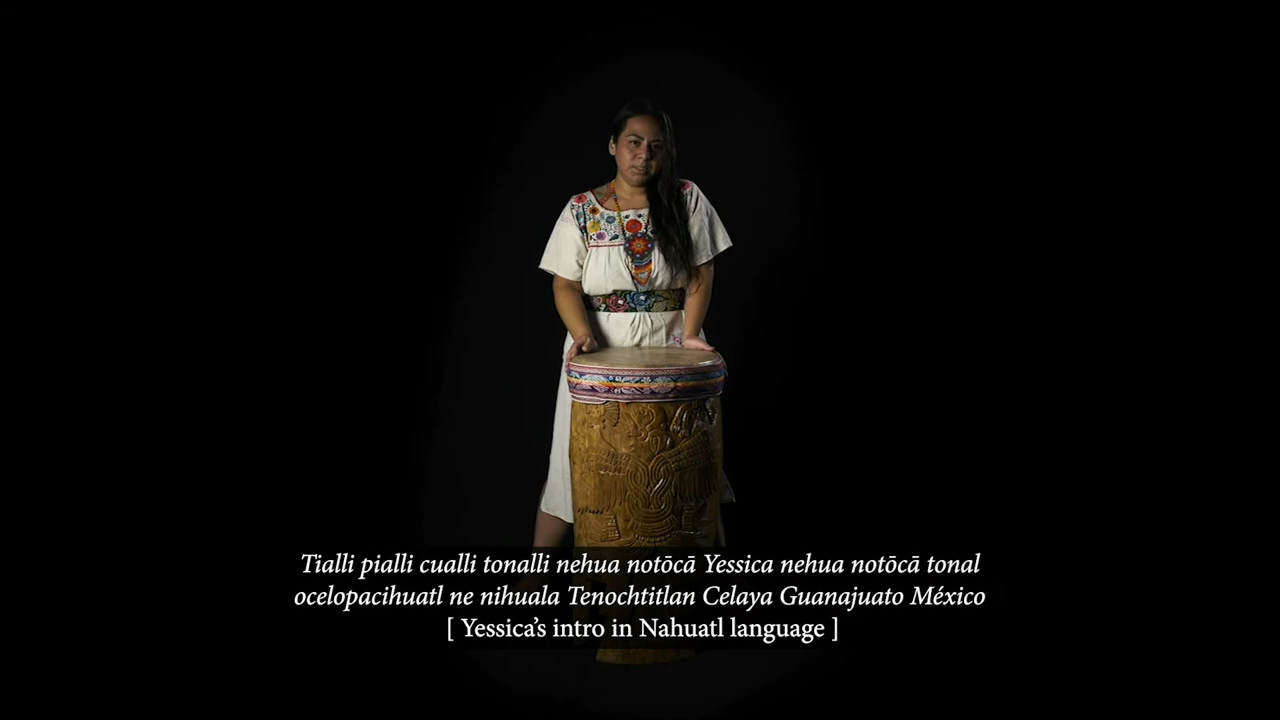 Tialli pialli cualli tonalli nehua notōcā Yessica nehua notōcā tonal
ocelopacihuatl ne nihuala Tenochtitlan Celaya Guanajuato México
[ Yessica’s intro in Nahuatl language ]